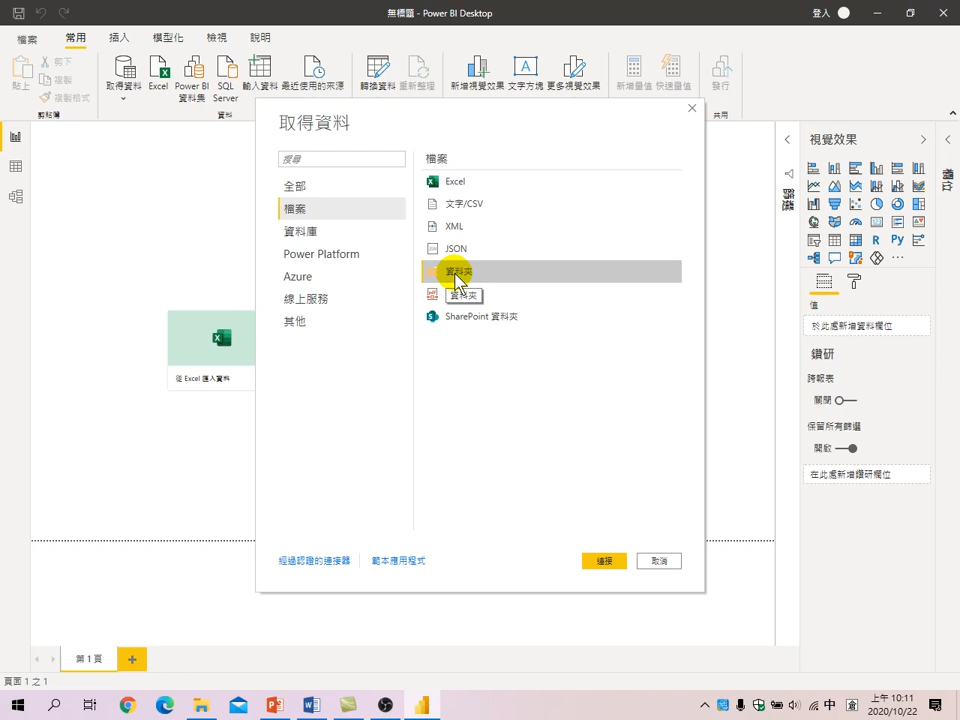 無標題 - Power BI Desktop
登入
檔案
常用
插入
模型化
檢視
說明
貼上
剪下
複製
複製格式
剪貼簿
取得資料
Excel
Power BI 資料集
SQL Server
輸入資料
最近使用的來源
資料
轉換資料
重新整理
新增視覺效果
文字方塊
更多視覺效果
新增量值
快速量值
發行
共用
取得資料
搜尋
全部
檔案
資料庫
Power Platform
Azure
線上服務
其他
檔案
Excel
文字/CSV
XML
JSON
資料夾
資料夾
SharePoint 資料夾
經過認證的連接器
範本應用程式
連接
取消
從 Excel 匯入資料
篩選
視覺效果
欄位
R
Py
值
於此處新增資料欄位
鑽研
跨報表
關閉
保留所有篩選
開啟
在此處新增鑽研欄位
第 1 頁
頁面 1 之 1
中
上午 10:11
2020/10/22